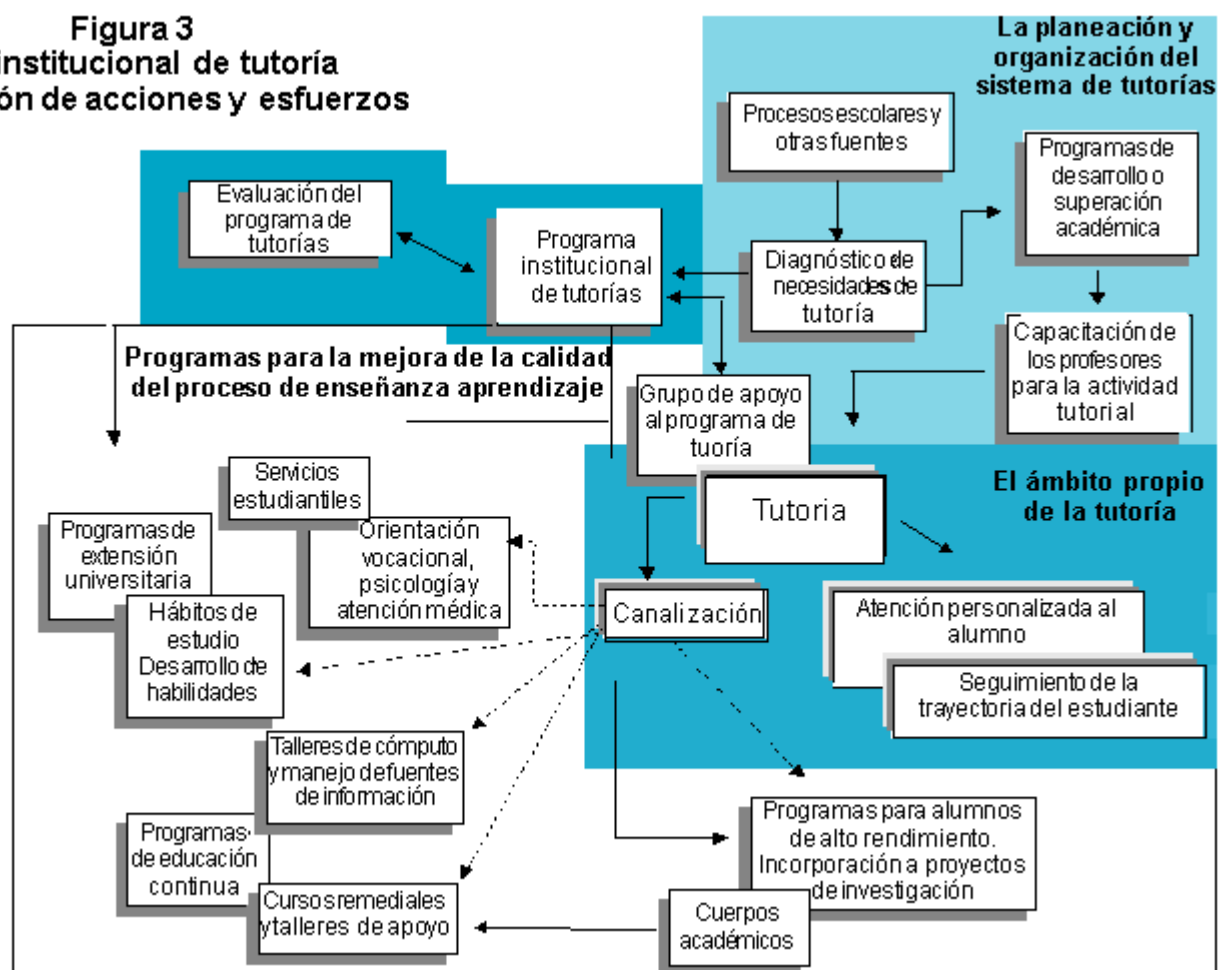 Figura 3
institucional de tutoría
ón de acciones y esfuerzos
La planeación y
organización del
sistema de tutorías
Procesos escolares y
otras fuentes
Programas de
desarrollo o
superación
académica
Evaluación del
programa de
tutorías
Programa
institucional
de tutorías
Diagnóstico de
necesidades de
tutoría
Capacitación de
los profesores
para la actividad
tutorial
Programas para la mejora de la calidad
del proceso de enseñanza aprendizaje
Grupo de apoyo
al programa de
tuoría
El ámbito propio
de la tutoría
Tutoria
Servicios
estudiantiles
Programas de
extensión
universitaria
Orientación
vocacional,
psicología y
atención médica
Hábitos de
estudio
Desarrollo de
habilidades
Canalización
Atención personalizada al
alumno
Seguimiento de la
trayectoria del estudiante
Talleres de cómputo
y manejo de fuentes
de información
Programas
de educación
continua
Cursos remediales
y talleres de apoyo
Programas para alumnos
de alto rendimiento.
Incorporación a proyectos
de investigación
Cuerpos
académicos